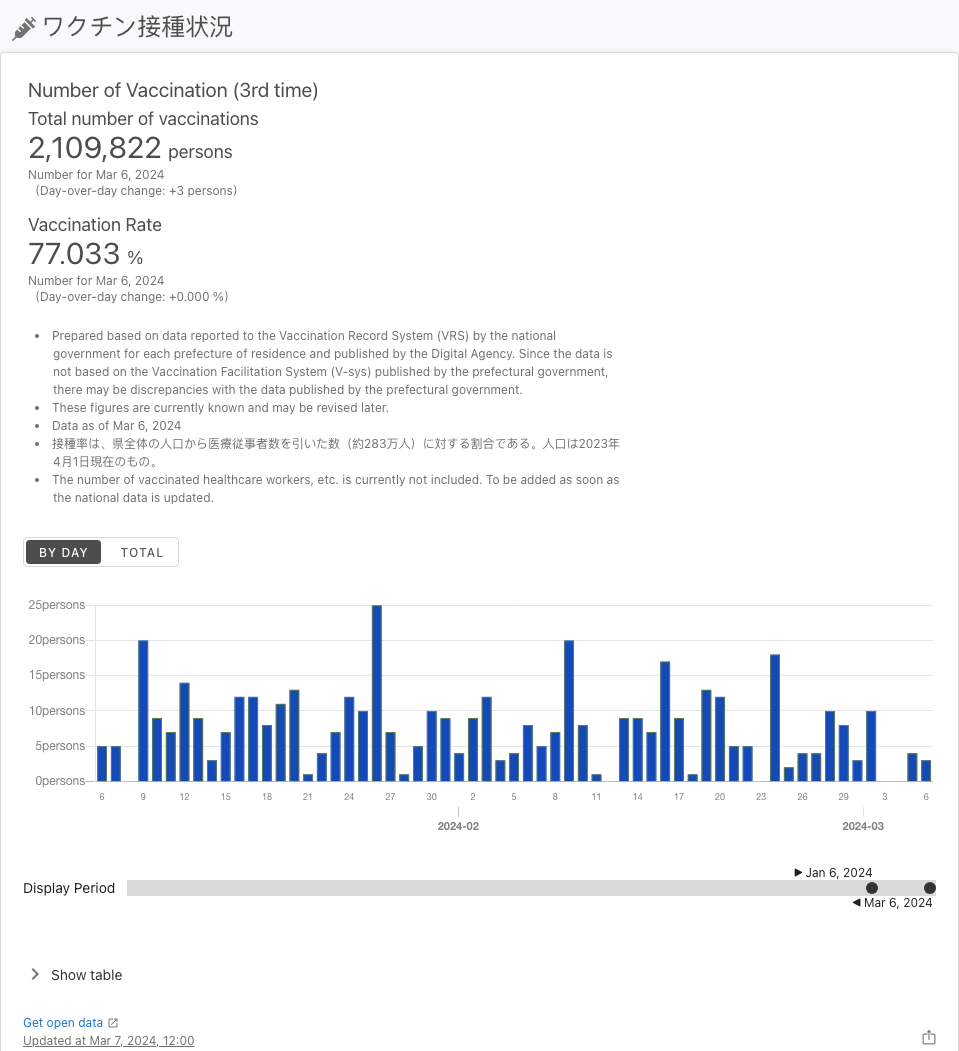 ワクチン接種状況
Number of Vaccination (3rd time)
Total number of vaccinations
2,109,822 persons
Number for Mar 6, 2024
(Day-over-day change: +3 persons)
Vaccination Rate
77.033 %
Number for Mar 6, 2024
(Day-over-day change: +0.000 %)
• Prepared based on data reported to the Vaccination Record System (VRS) by the national
government for each prefecture of residence and published by the Digital Agency. Since the data is
not based on the Vaccination Facilitation System (V-sys) published by the prefectural government,
there may be discrepancies with the data published by the prefectural government.
• These figures are currently known and may be revised later.
• Data as of Mar 6, 2024
• 接種率は、県全体の人口から医療従事者数を引いた数（約283万人）に対する割合である。人口は2023年
4月1日現在のもの。
• The number of vaccinated healthcare workers, etc. is currently not included. To be added as soon as
the national data is updated.
BY DAY TOTAL
25persons
20persons
15persons
10persons
5persons
0persons
6 9 12 15 18 21 24 27 30 2 5 8 11 14 17 20 23 26 29 3 6
2024-02 2024-03
▶ Jan 6, 2024
Display Period
◀ Mar 6, 2024
Show table
Get open data
Updated at Mar 7, 2024, 12:00